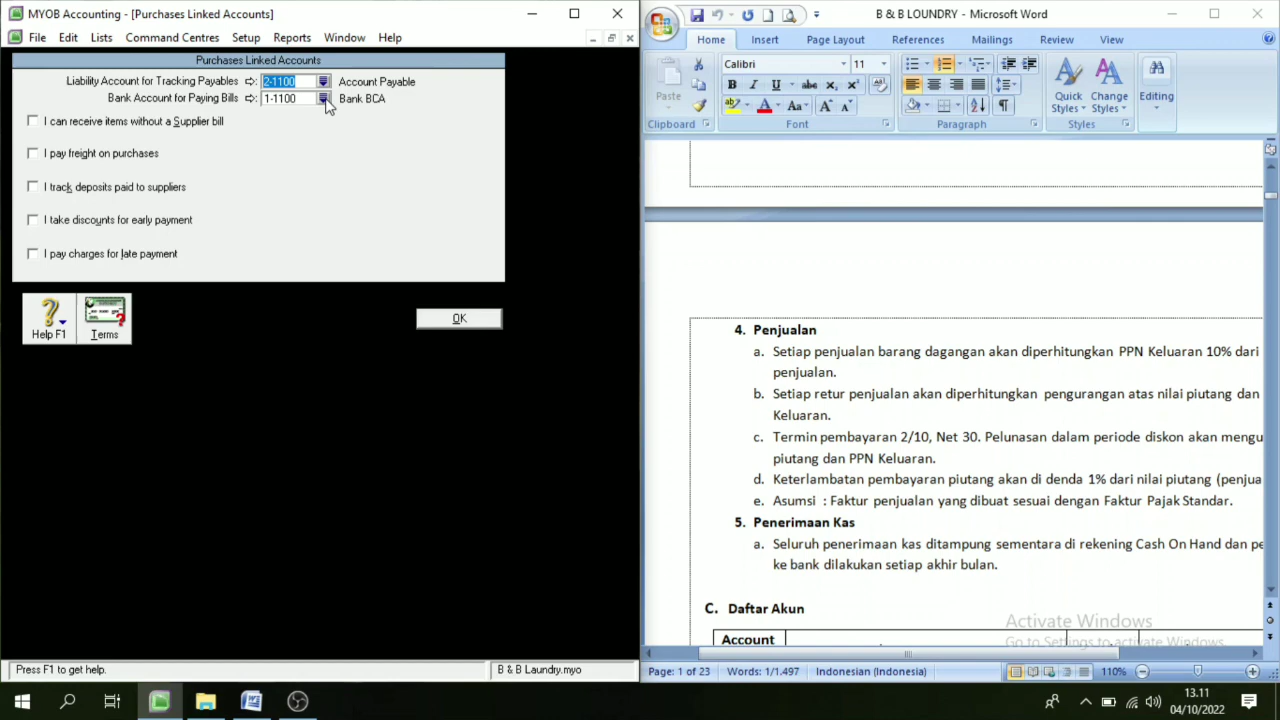 MYOB Accounting - [Purchases Linked Accounts]
File Edit Lists Command Centres Setup Reports Window Help
Purchases Linked Accounts
Liability Account for Tracking Payables 2-1100 Account Payable
Bank Account for Paying Bills 1-1100 Bank BCA
I can receive items without a Supplier bill
I pay freight on purchases
I track deposits paid to suppliers
I take discounts for early payment
I pay charges for late payment
Help F1
Terms
OK
Press F1 to get help.
B & B Laundry.myo
B & B LOUNDRY - Microsoft Word
Home Insert Page Layout References Mailings Review View
Paste
Clipboard
Calibri 11
Font
Paragraph
Quick Styles
Change Styles
Styles
Editing
4. Penjualan
a. Setiap penjualan barang dagangan akan diperhitungkan PPN Keluaran 10% dari
penjualan.
b. Setiap retur penjualan akan diperhitungkan pengurangan atas nilai piutang dan
Keluaran.
c. Termin pembayaran 2/10, Net 30. Pelunasan dalam periode diskon akan mengu
piutang dan PPN Keluaran.
d. Keterlambatan pembayaran piutang akan di denda 1% dari nilai piutang (penjua
e. Asumsi : Faktur penjualan yang dibuat sesuai dengan Faktur Pajak Standar.
5. Penerimaan Kas
a. Seluruh penerimaan kas ditampung sementara di rekening Cash On Hand dan pe
ke bank dilakukan setiap akhir bulan.
C. Daftar Akun
Account
Activate Windows
Go to Settings to activate Windows.
Page: 1 of 23 Words: 1/1.497 Indonesian (Indonesia) 110%
13.11
04/10/2022